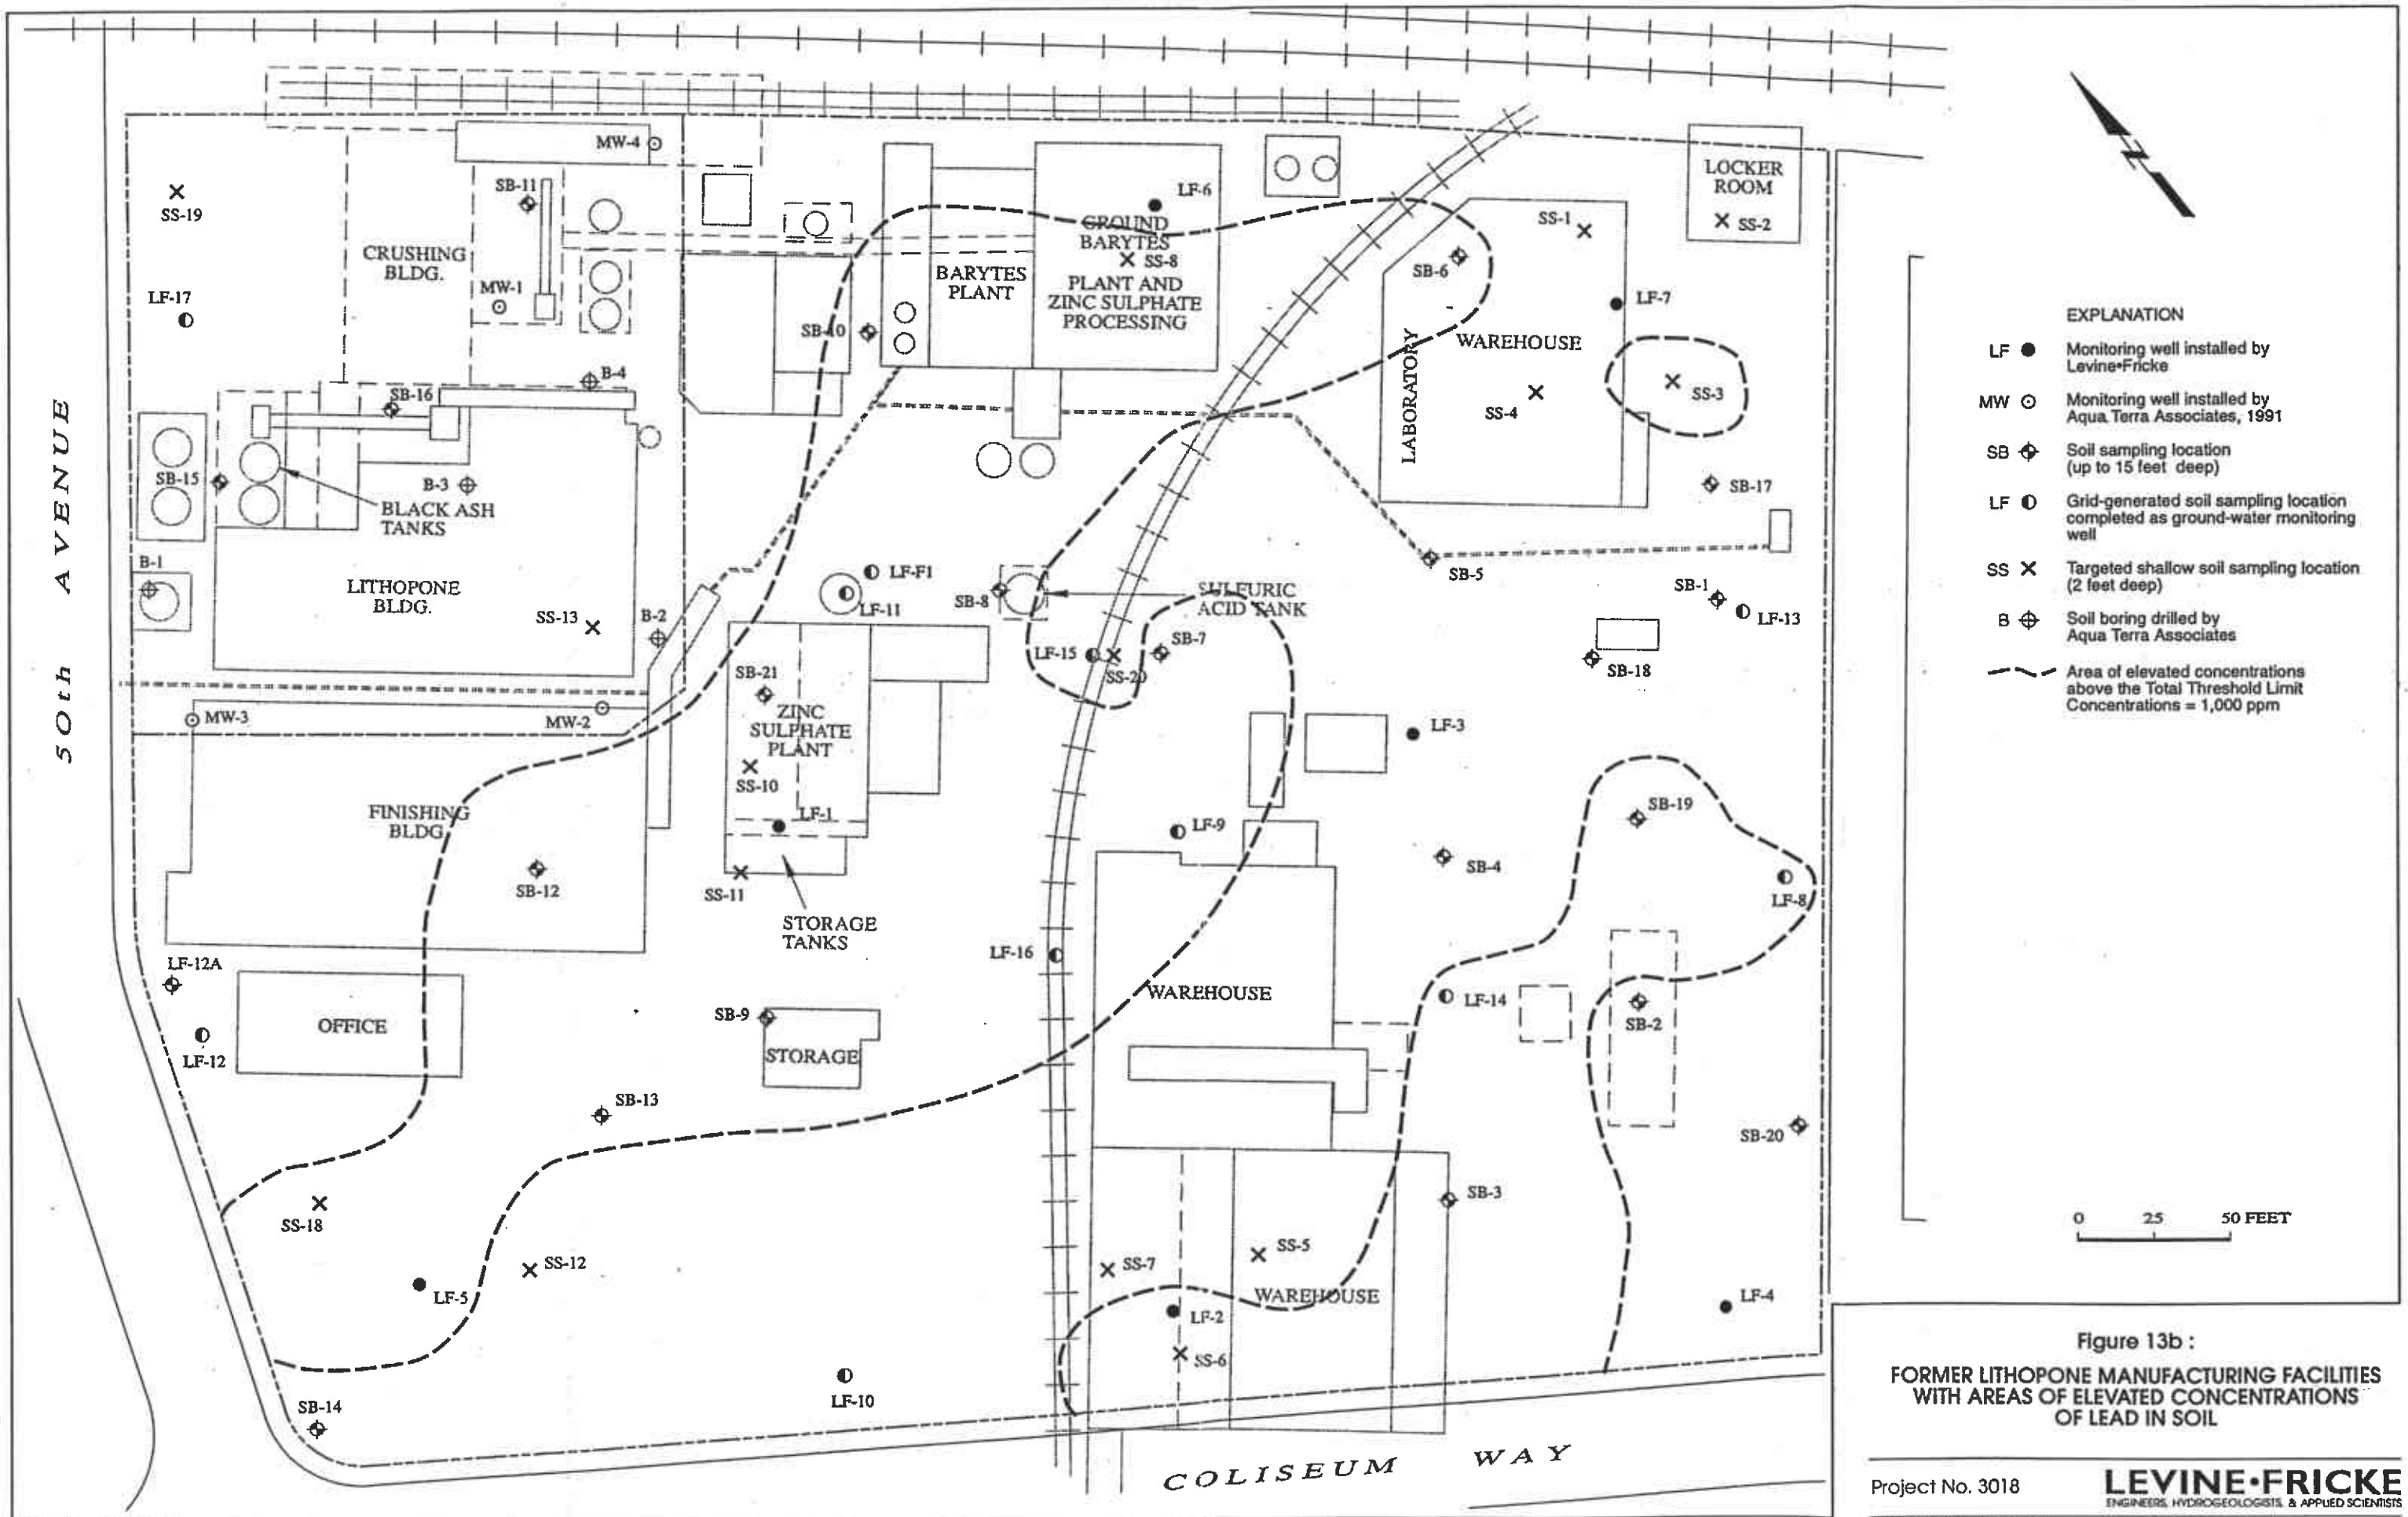 50th AVENUE
MW-4
SS-19
SB-11
CRUSHING
BLDG.
LF-17
MW-1
B-4
SB-16
SB-15
B-3
BLACK ASH
TANKS
B-1
LITHOPONE
BLDG.
SS-13
B-2
MW-3
MW-2
FINISHING
BLDG.
SB-12
LF-12A
OFFICE
LF-12
SB-13
SS-18
LF-5
SS-12
SB-14
LF-10
LF-6
GROUND
BARYTES
SS-8
PLANT AND
ZINC SULPHATE
PROCESSING
BARYTES
PLANT
SB-10
LF-F1
LF-11
SB-8
SULFURIC
ACID TANK
SB-21
ZINC
SULPHATE
PLANT
SS-10
LF-1
SS-11
STORAGE
TANKS
SB-9
STORAGE
LF-15
SS-20
SB-7
LF-16
LF-9
WAREHOUSE
SS-7
SS-5
WAREHOUSE
LF-2
SS-6
LOCKER
ROOM
SS-2
SS-1
SB-6
LF-7
WAREHOUSE
LABORATORY
SS-4
SS-3
SB-17
SB-5
SB-1
LF-13
SB-18
LF-3
SB-19
SB-4
LF-8
LF-14
SB-2
SB-20
SB-3
LF-4
COLISEUM WAY
EXPLANATION
LF Monitoring well installed by
Levine•Fricke
MW Monitoring well installed by
Aqua Terra Associates, 1991
SB Soil sampling location
(up to 15 feet deep)
LF Grid-generated soil sampling location
completed as ground-water monitoring
well
SS Targeted shallow soil sampling location
(2 feet deep)
B Soil boring drilled by
Aqua Terra Associates
Area of elevated concentrations
above the Total Threshold Limit
Concentrations = 1,000 ppm
0 25 50 FEET
Figure 13b :
FORMER LITHOPONE MANUFACTURING FACILITIES
WITH AREAS OF ELEVATED CONCENTRATIONS
OF LEAD IN SOIL
Project No. 3018
LEVINE•FRICKE
ENGINEERS, HYDROGEOLOGISTS, & APPLIED SCIENTISTS